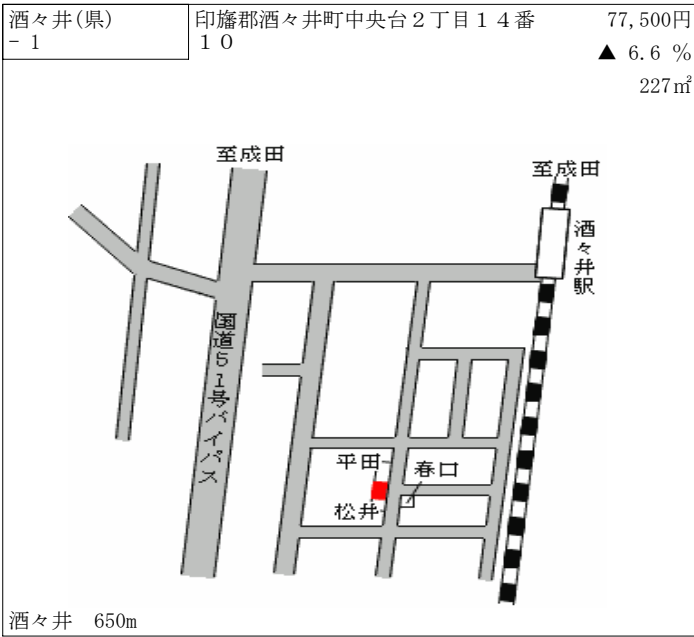 酒々井(県)
- 1
印旛郡酒々井町中央台２丁目１４番
１０
77,500円
▲ 6.6 %
227㎡
至成田
至成田
酒々井駅
国道５１号バイパス
平田
春口
松井
酒々井 650m